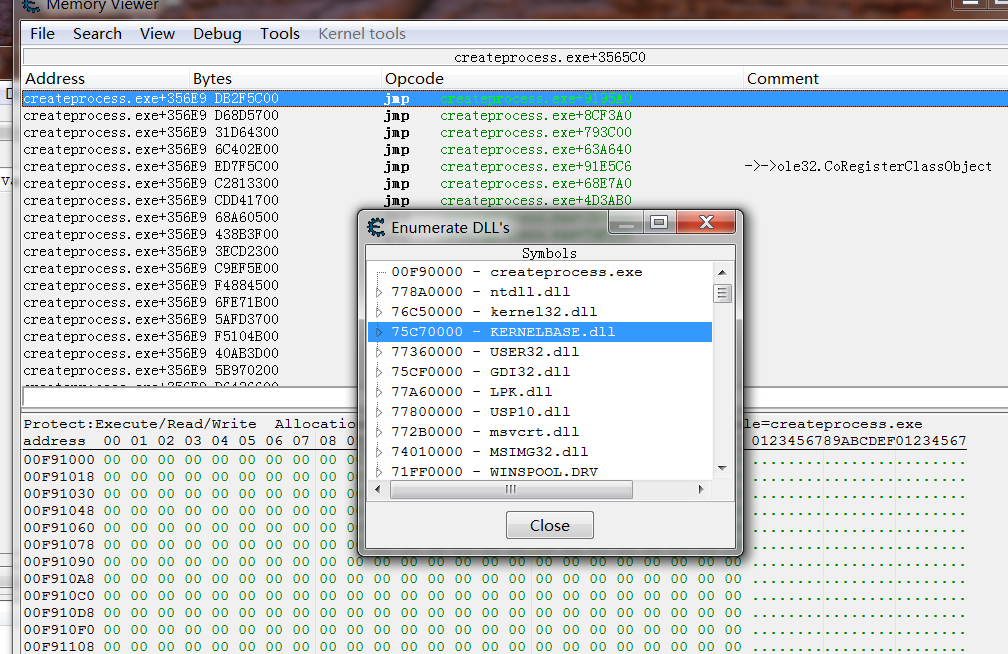 Memory Viewer
File Search View Debug Tools Kernel tools
createprocess.exe+3565C0
Address Bytes Opcode Comment
createprocess.exe+356E9 DB2F5C00 jmp
createprocess.exe+356E9 D68D5700 jmp createprocess.exe+8CF3A0
createprocess.exe+356E9 31D64300 jmp createprocess.exe+793C00
createprocess.exe+356E9 6C402E00 jmp createprocess.exe+63A640
createprocess.exe+356E9 ED7F5C00 jmp createprocess.exe+91E5C6 ->->ole32.CoRegisterClassObject
createprocess.exe+356E9 C2813300 jmp createprocess.exe+68E7A0
createprocess.exe+356E9 CDD41700 jmp createprocess.exe+4D3AB0
createprocess.exe+356E9 68A60500
createprocess.exe+356E9 438B3F00
createprocess.exe+356E9 3ECD2300
createprocess.exe+356E9 C9EF5E00
createprocess.exe+356E9 F4884500
createprocess.exe+356E9 6FE71B00
createprocess.exe+356E9 5AFD3700
createprocess.exe+356E9 F5104B00
createprocess.exe+356E9 40AB3D00
createprocess.exe+356E9 5B970200
Enumerate DLL's
Symbols
00F90000 - createprocess.exe
778A0000 - ntdll.dll
76C50000 - kernel32.dll
75C70000 - KERNELBASE.dll
77360000 - USER32.dll
75CF0000 - GDI32.dll
77A60000 - LPK.dll
77800000 - USP10.dll
772B0000 - msvcrt.dll
74010000 - MSIMG32.dll
71FF0000 - WINSPOOL.DRV
Close
Protect:Execute/Read/Write Allocatio le=createprocess.exe
address 00 01 02 03 04 05 06 07 08 0123456789ABCDEF01234567
00F91000 00 00 00 00 00 00 00 00 00 ........................
00F91018 00 00 00 00 00 00 00 00 00 ........................
00F91030 00 00 00 00 00 00 00 00 00 ........................
00F91048 00 00 00 00 00 00 00 00 00 ........................
00F91060 00 00 00 00 00 00 00 00 00 ........................
00F91078 00 00 00 00 00 00 00 00 00 ........................
00F91090 00 00 00 00 00 00 00 00 00 00 00 00 00 00 00 00 00 00 00 00 00 00 00 00 ........................
00F910A8 00 00 00 00 00 00 00 00 00 00 00 00 00 00 00 00 00 00 00 00 00 00 00 00 ........................
00F910C0 00 00 00 00 00 00 00 00 00 00 00 00 00 00 00 00 00 00 00 00 00 00 00 00 ........................
00F910D8 00 00 00 00 00 00 00 00 00 00 00 00 00 00 00 00 00 00 00 00 00 00 00 00 ........................
00F910F0 00 00 00 00 00 00 00 00 00 00 00 00 00 00 00 00 00 00 00 00 00 00 00 00 ........................
00F91108 00 00 00 00 00 00 00 00 00 00 00 00 00 00 00 00 00 00 00 00 00 00 00 00 ........................